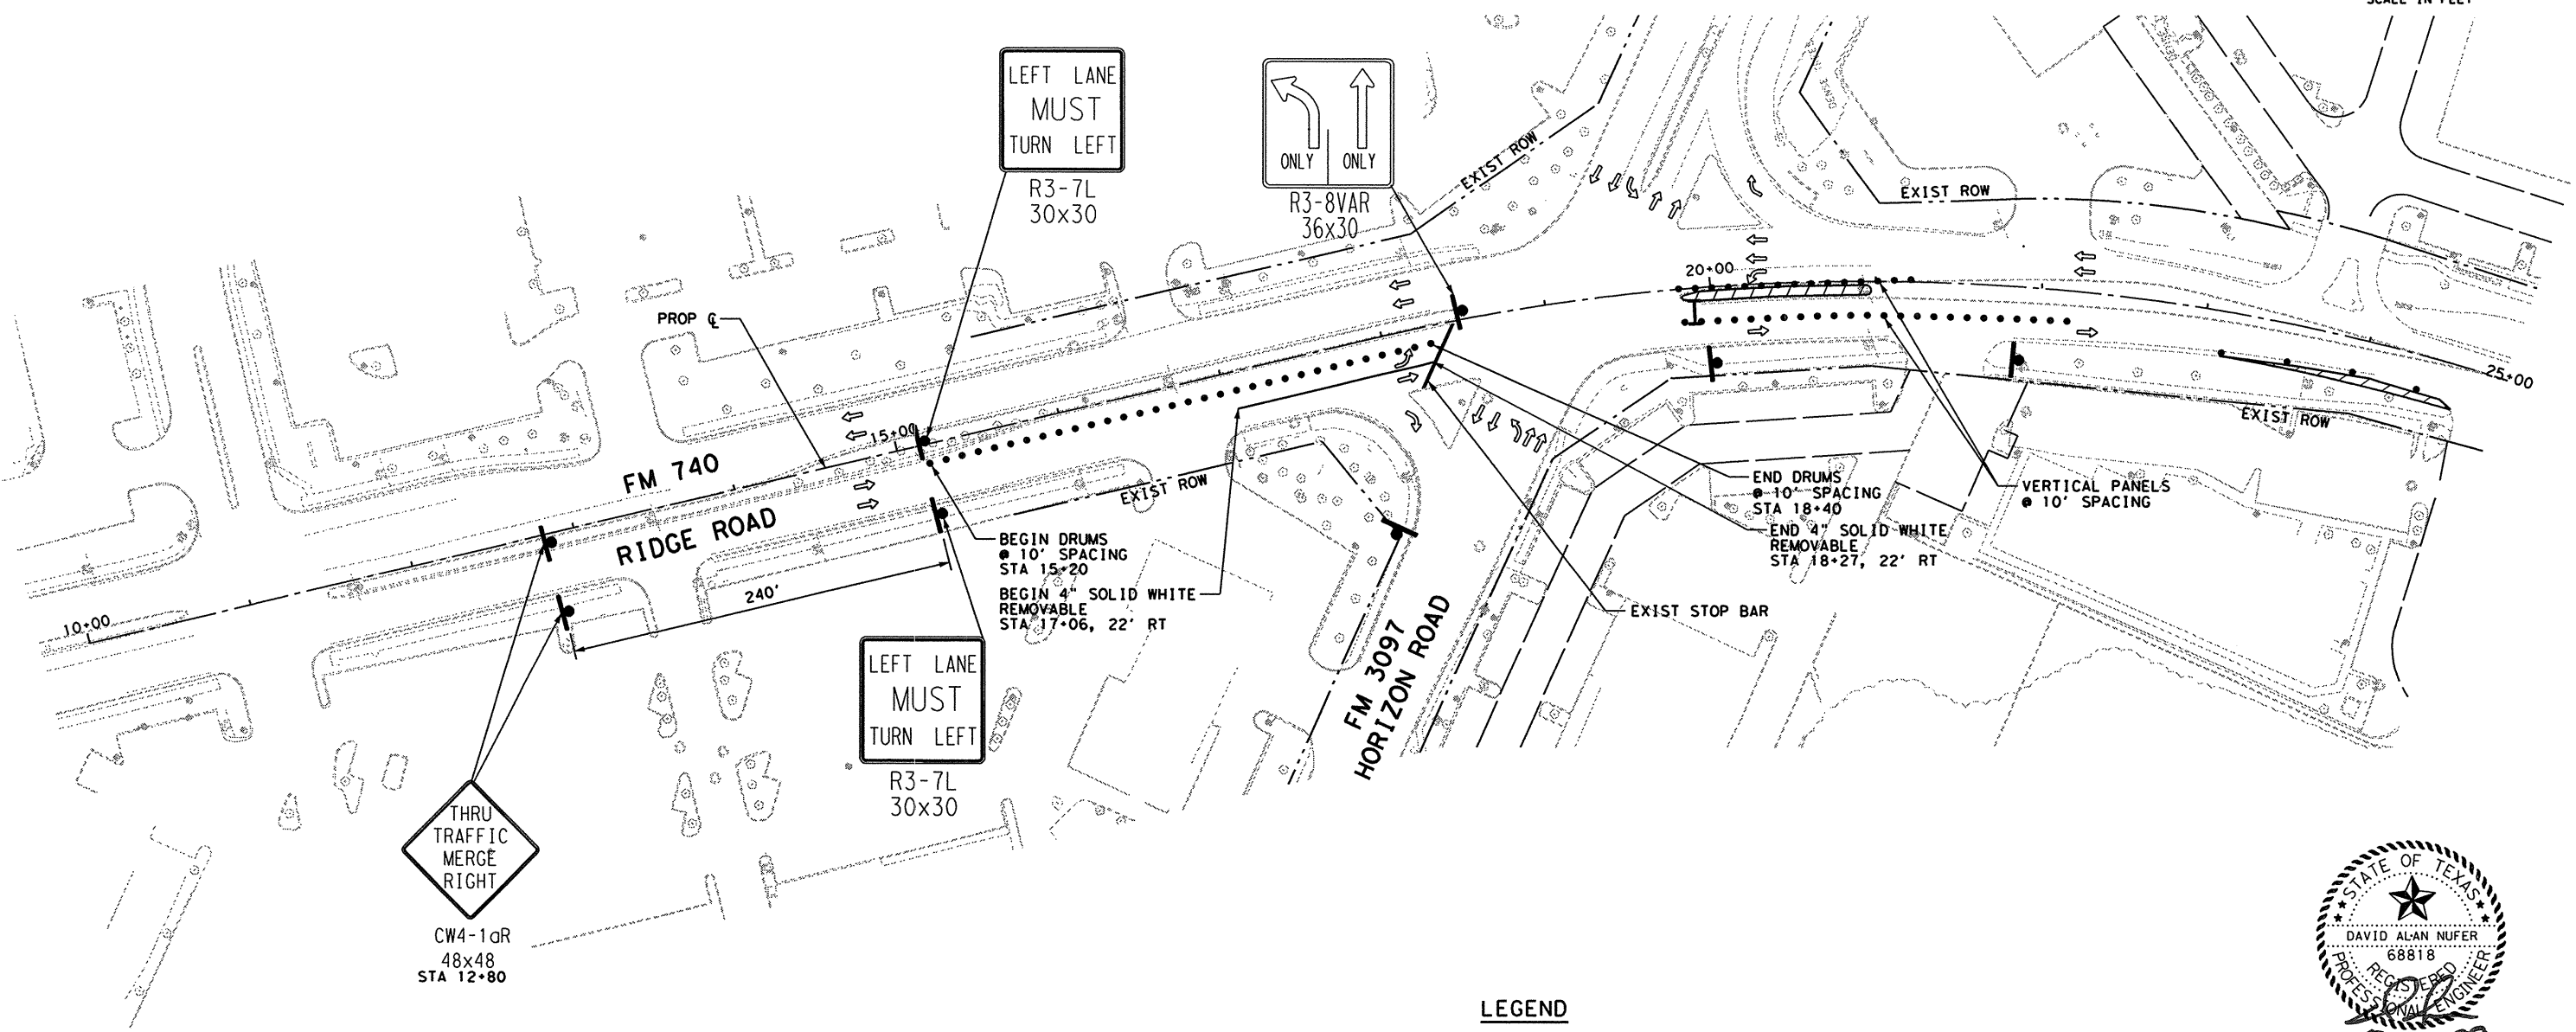 SCALE IN FEET
LEFT LANE
MUST
TURN LEFT
R3-7L
30x30
ONLY
ONLY
R3-8VAR
36x30
EXIST ROW
EXIST ROW
DENSE
20+00
PROP ℄
15+00
25+00
EXIST ROW
FM 740
RIDGE ROAD
EXIST ROW
10+00
240'
BEGIN DRUMS
@ 10' SPACING
STA 15+20
BEGIN 4" SOLID WHITE
REMOVABLE
STA 17+06, 22' RT
END DRUMS
@ 10' SPACING
STA 18+40
END 4" SOLID WHITE
REMOVABLE
STA 18+27, 22' RT
VERTICAL PANELS
@ 10' SPACING
EXIST STOP BAR
FM 3097
HORIZON ROAD
LEFT LANE
MUST
TURN LEFT
R3-7L
30x30
THRU
TRAFFIC
MERGE
RIGHT
CW4-1aR
48x48
STA 12+80
LEGEND
STATE OF TEXAS
DAVID ALAN NUFER
68818
REGISTERED
PROFESSIONAL ENGINEER